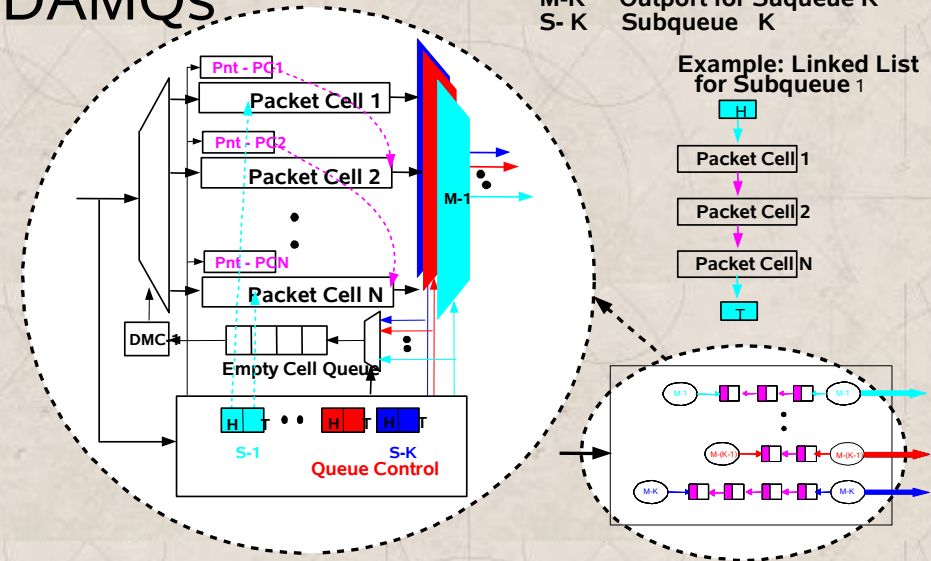 DAMQs
M-K Outport for Suqueue K
S- K Subqueue K
Example: Linked List
for Subqueue 1
H
Packet Cell 1
Packet Cell 2
Packet Cell N
T
Pnt - PC1
Packet Cell 1
Pnt - PC2
Packet Cell 2
M-1
Pnt - PCN
Packet Cell N
DMC
Empty Cell Queue
H T H T H T
S-1 S-K
Queue Control
M-1 M-1
M-(K-1) M-(K-1)
M-K M-K